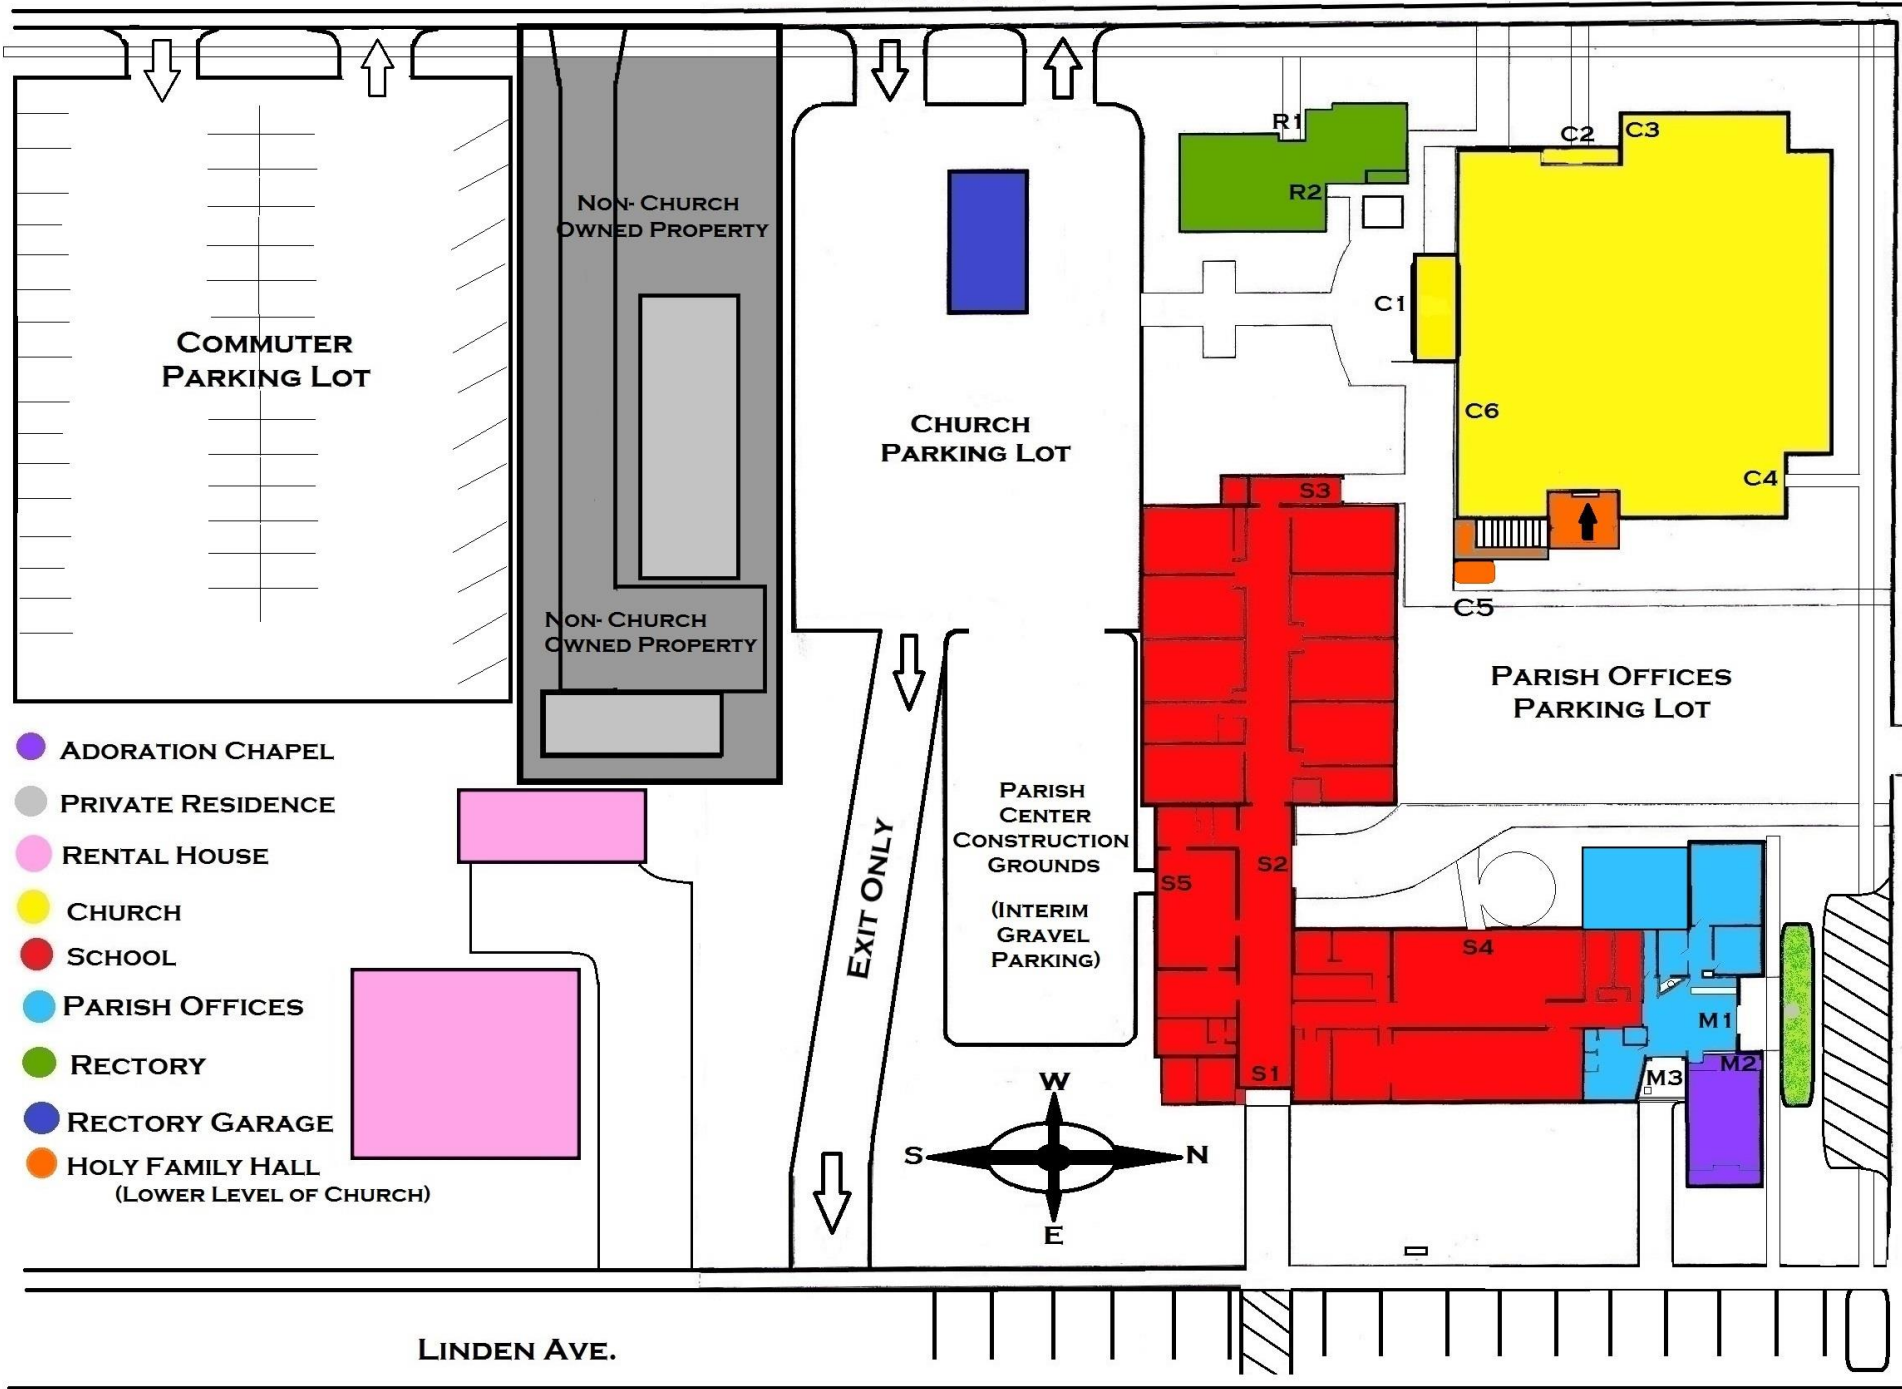 R1
C2
C3
Non- Church
Owned Property
R2
C1
Commuter
Parking Lot
Church
Parking Lot
C6
C4
S3
C5
Non- Church
Owned Property
Parish Offices
Parking Lot
Adoration Chapel
Private Residence
Rental House
Church
School
Parish Offices
Rectory
Rectory Garage
Holy Family Hall
(Lower Level of Church)
Exit Only
Parish
Center
Construction
Grounds
(Interim
Gravel
Parking)
S2
S5
S4
M1
M2
M3
S1
W
S
N
E
Linden Ave.